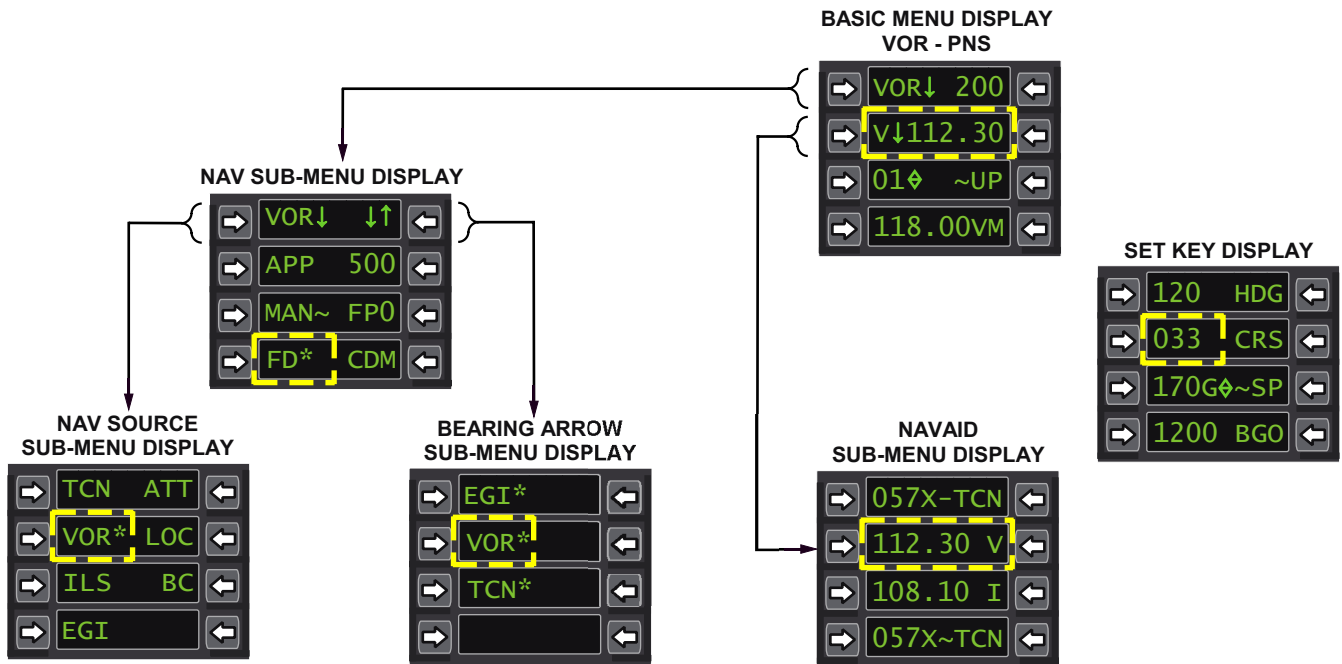 BASIC MENU DISPLAY
VOR - PNS
VOR↓ 200
V↓112.30
01⬘ ~UP
118.00VM
NAV SUB-MENU DISPLAY
VOR↓ ↓↑
APP 500
MAN~ FP0
FD* CDM
SET KEY DISPLAY
120 HDG
033 CRS
170G⬘~SP
1200 BGO
NAV SOURCE
SUB-MENU DISPLAY
TCN ATT
VOR* LOC
ILS BC
EGI
BEARING ARROW
SUB-MENU DISPLAY
EGI*
VOR*
TCN*
NAVAID
SUB-MENU DISPLAY
057X-TCN
112.30 V
108.10 I
057X~TCN